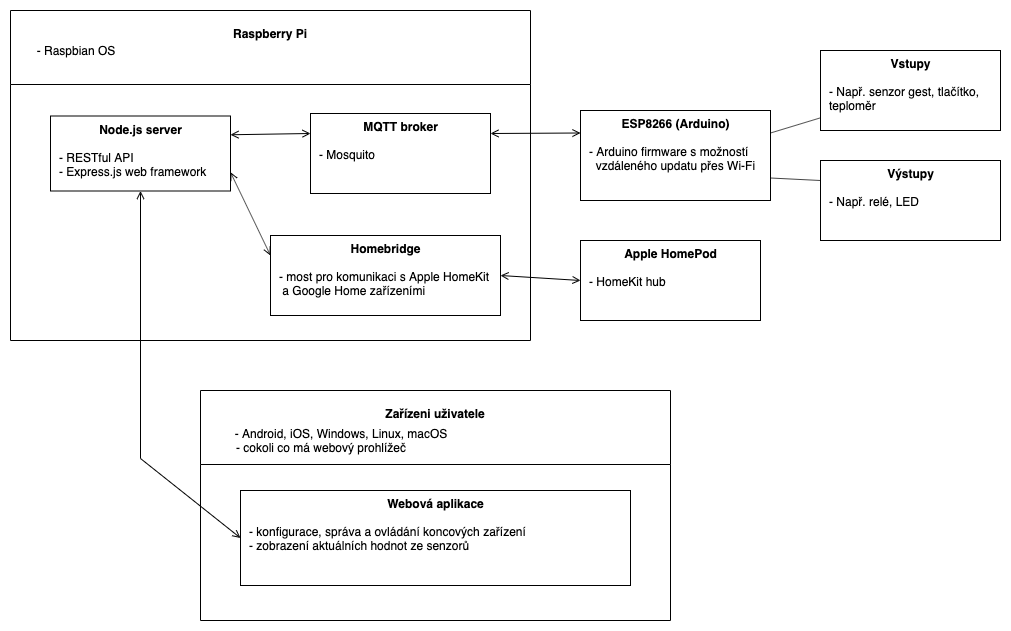 Raspberry Pi
- Raspbian OS
Node.js server
- RESTful API
- Express.js web framework
MQTT broker
- Mosquito
Homebridge
- most pro komunikaci s Apple HomeKit
a Google Home zařízeními
ESP8266 (Arduino)
- Arduino firmware s možností
vzdáleného updatu přes Wi-Fi
Vstupy
- Např. senzor gest, tlačítko,
teploměr
Výstupy
- Např. relé, LED
Apple HomePod
- HomeKit hub
Zařízeni uživatele
- Android, iOS, Windows, Linux, macOS
- cokoli co má webový prohlížeč
Webová aplikace
- konfigurace, správa a ovládání koncových zařízení
- zobrazení aktuálních hodnot ze senzorů